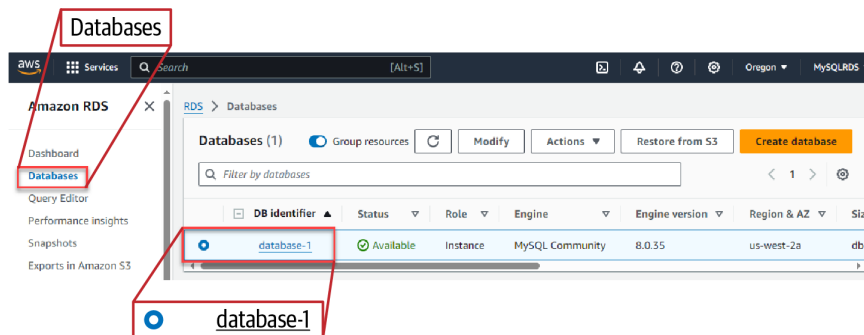 Databases
aws Services Search [Alt+S] Oregon MySQLRDS
Amazon RDS
RDS > Databases
Databases (1) Group resources Modify Actions Restore from S3 Create database
Dashboard
Databases
Filter by databases
1
Query Editor
DB identifier Status Role Engine Engine version Region & AZ Siz
Performance insights
Snapshots
database-1 Available Instance MySQL Community 8.0.35 us-west-2a db
Exports in Amazon S3
database-1